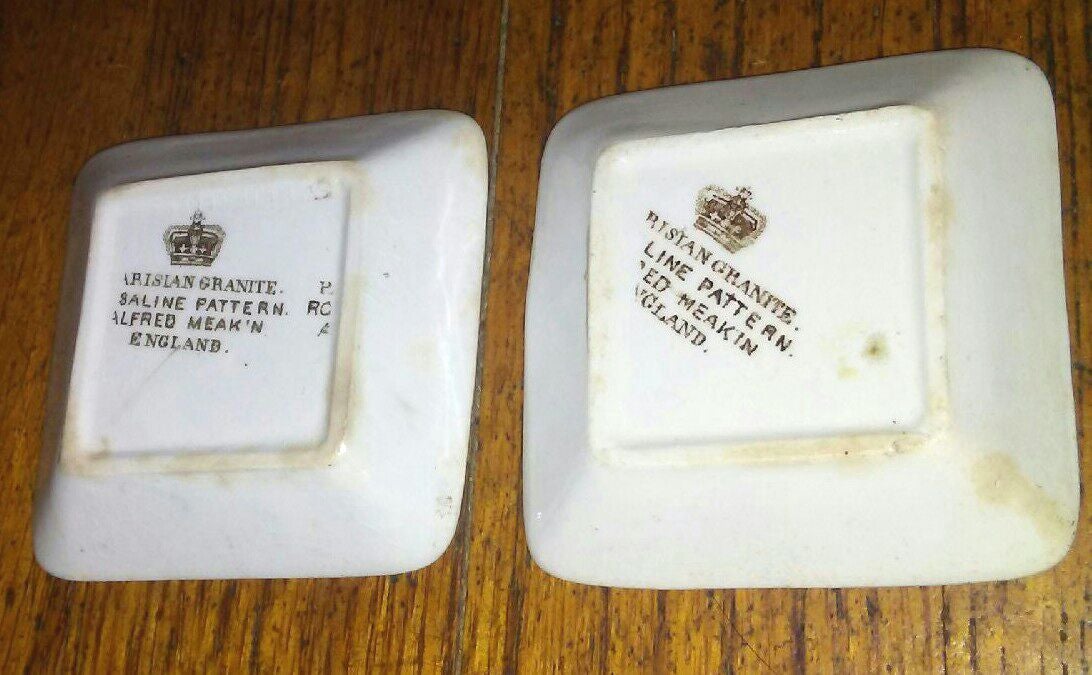 ARISIAN GRANITE.
SALINE PATTERN.
ALFRED MEAK'N
ENGLAND.
P
RO
A
RISIAN GRANITE.
LINE PATTERN.
RED MEAKIN
NGLAND.